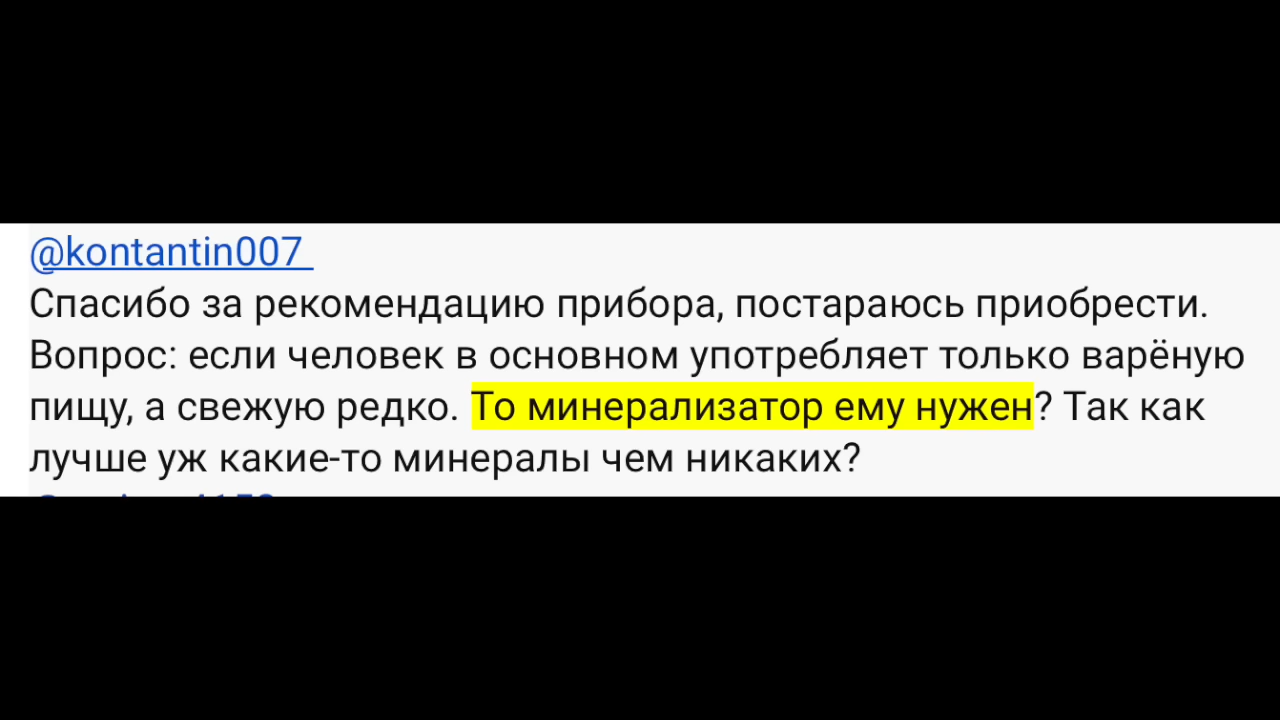 @kontantin007
Спасибо за рекомендацию прибора, постараюсь приобрести.
Вопрос: если человек в основном употребляет только варёную
пищу, а свежую редко. То минерализатор ему нужен? Так как
лучше уж какие-то минералы чем никаких?